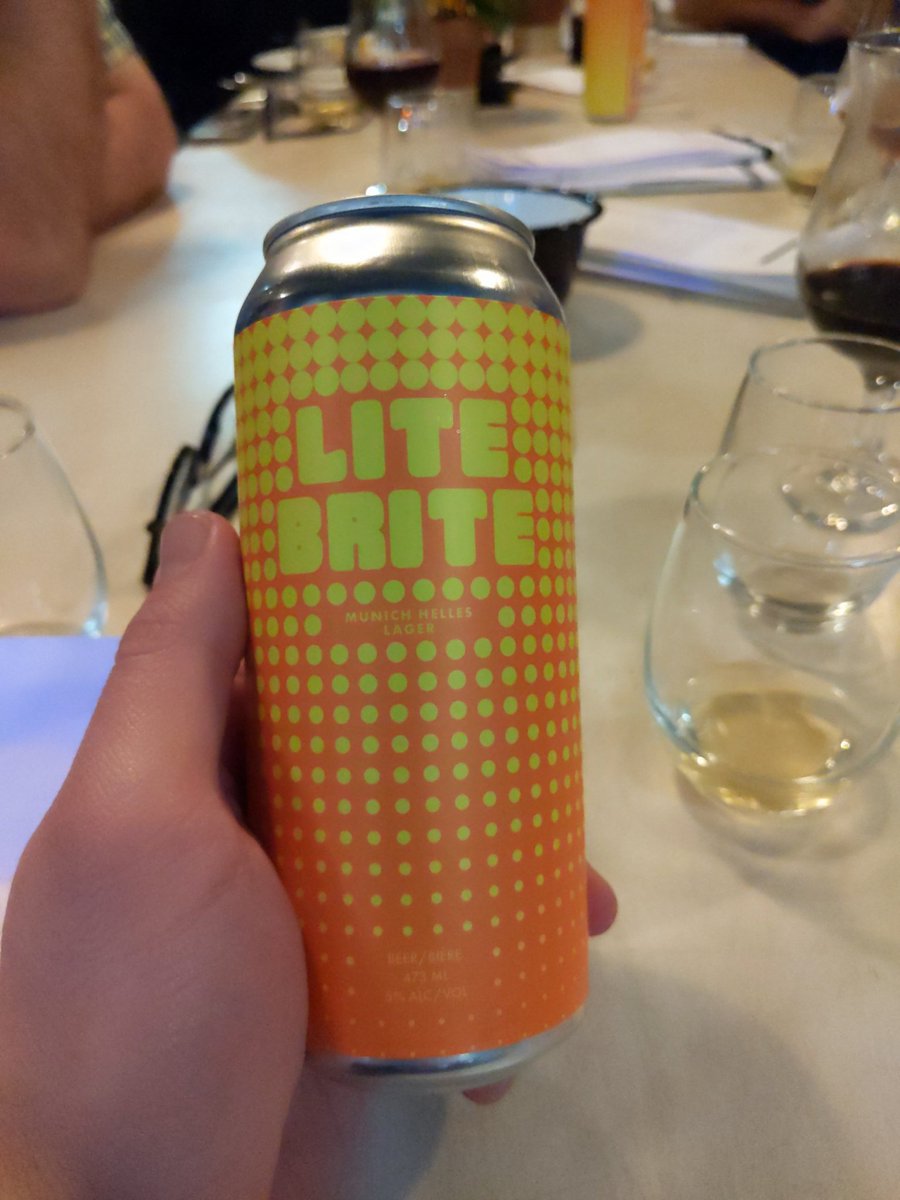 LITE
BRITE
MUNICH HELLES
LAGER
BEER/BIÈRE
473 ML
5% ALC/VOL